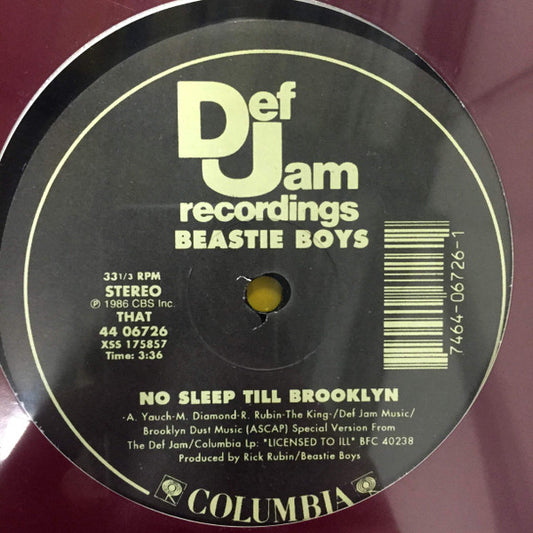 Def
Jam
recordings
BEASTIE BOYS
33 1/3 RPM
STEREO
℗ 1986 CBS Inc.
THAT
44 06726
XSS 175857
Time: 3:36
7464-06726-1
NO SLEEP TILL BROOKLYN
-A. Yauch-M. Diamond-R. Rubin-The King-/Def Jam Music/
Brooklyn Dust Music (ASCAP) Special Version From
The Def Jam/Columbia Lp: "LICENSED TO ILL" BFC 40238
Produced by Rick Rubin/Beastie Boys
COLUMBIA